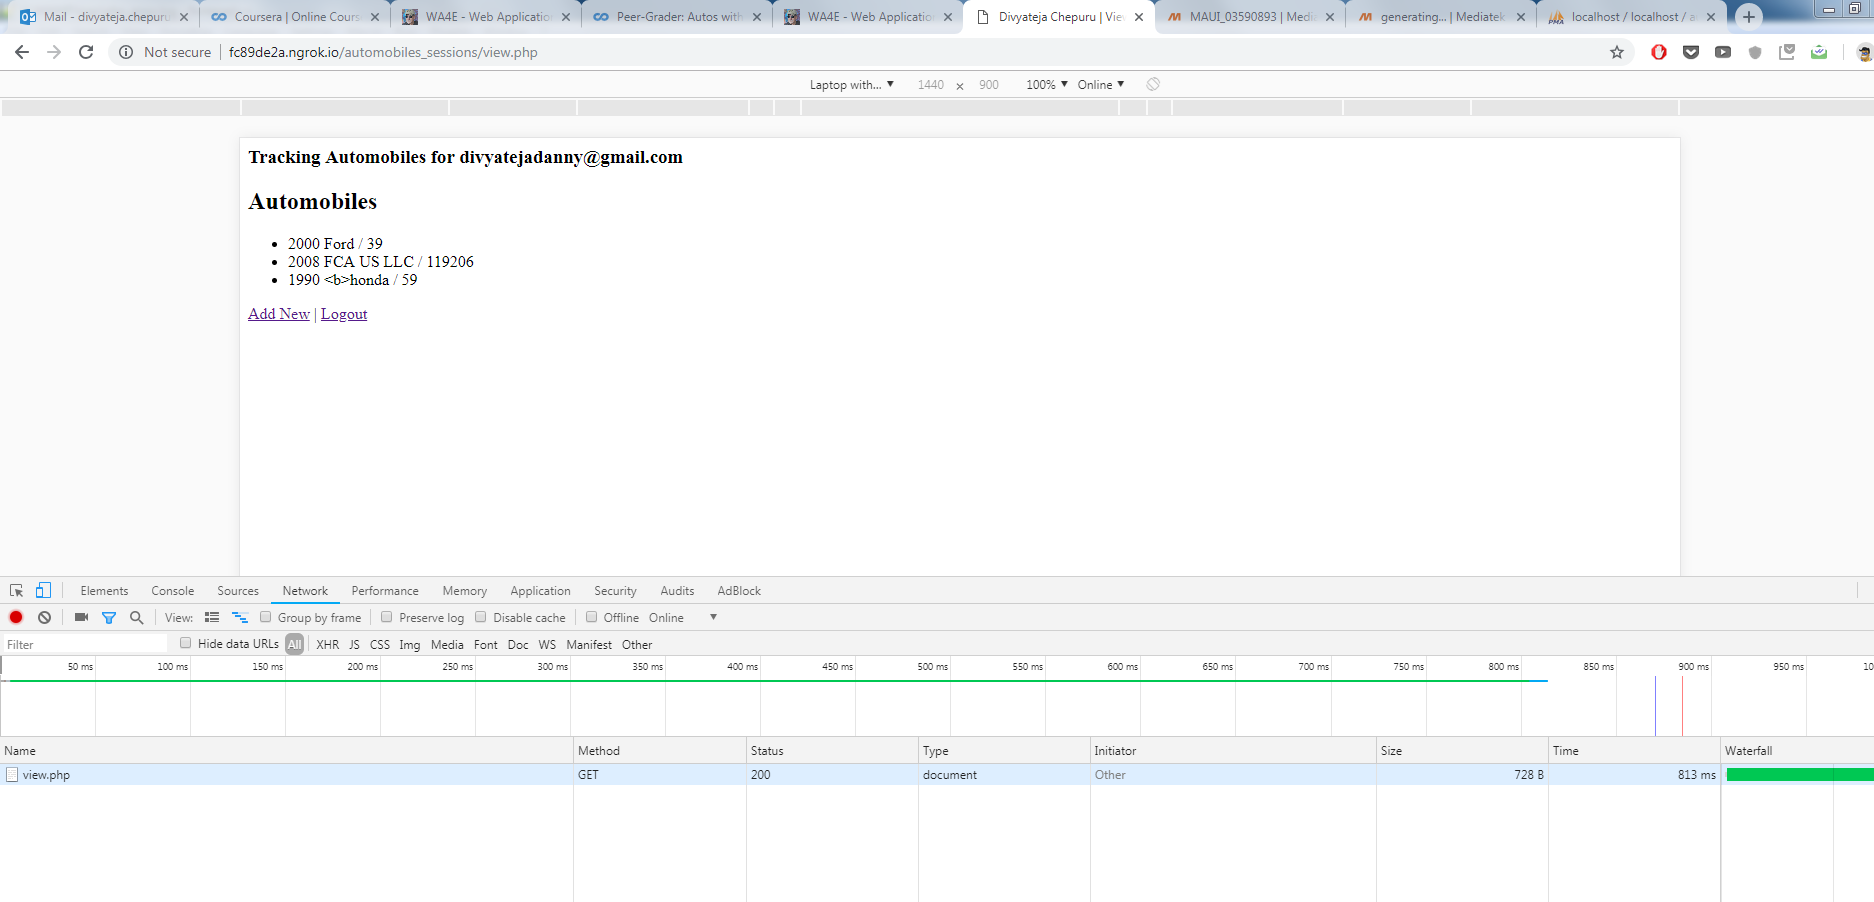 Mail - divyateja.chepuru Coursera | Online Cours WA4E - Web Application Peer-Grader: Autos with WA4E - Web Application Divyateja Chepuru | View MAUI_03590893 | Media generating... | Mediatek localhost / localhost / a
Not secure | fc89de2a.ngrok.io/automobiles_sessions/view.php
Laptop with... ▼ 1440 × 900 100% ▼ Online ▼
Tracking Automobiles for divyatejadanny@gmail.com
Automobiles
• 2000 Ford / 39
• 2008 FCA US LLC / 119206
• 1990 <b>honda / 59
Add New | Logout
Elements Console Sources Network Performance Memory Application Security Audits AdBlock
View: Group by frame Preserve log Disable cache Offline Online ▼
Filter Hide data URLs All XHR JS CSS Img Media Font Doc WS Manifest Other
50 ms 100 ms 150 ms 200 ms 250 ms 300 ms 350 ms 400 ms 450 ms 500 ms 550 ms 600 ms 650 ms 700 ms 750 ms 800 ms 850 ms 900 ms 950 ms 10
Name Method Status Type Initiator Size Time Waterfall
view.php GET 200 document Other 728 B 813 ms